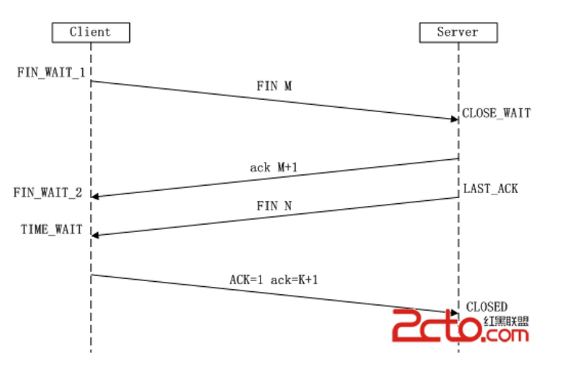 Client
Server
FIN_WAIT_1
FIN M
CLOSE_WAIT
ack M+1
FIN_WAIT_2
LAST_ACK
FIN N
TIME_WAIT
ACK=1 ack=K+1
CLOSED
2cto.com
红黑联盟